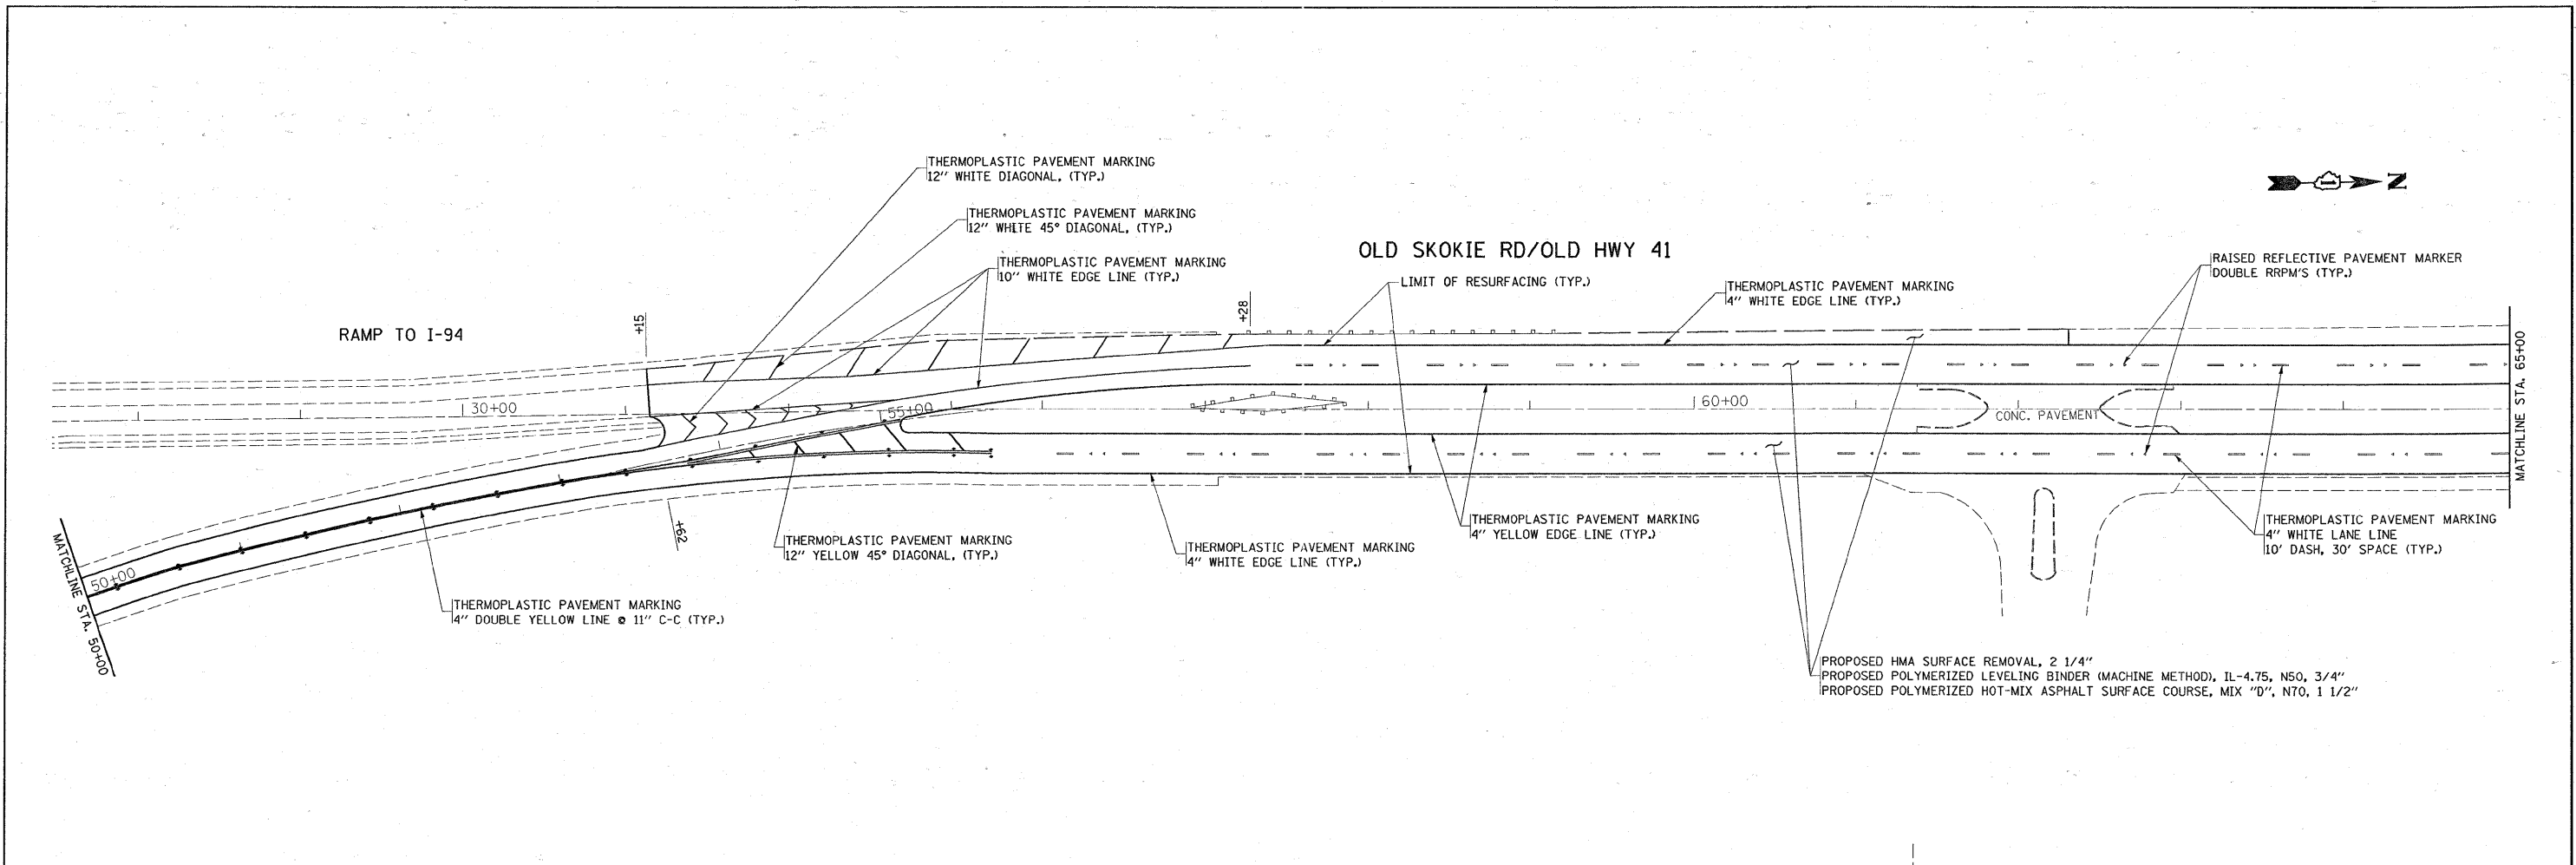 THERMOPLASTIC PAVEMENT MARKING
12" WHITE DIAGONAL, (TYP.)
THERMOPLASTIC PAVEMENT MARKING
12" WHITE 45° DIAGONAL, (TYP.)
THERMOPLASTIC PAVEMENT MARKING
10" WHITE EDGE LINE (TYP.)
N
OLD SKOKIE RD/OLD HWY 41
LIMIT OF RESURFACING (TYP.)
THERMOPLASTIC PAVEMENT MARKING
4" WHITE EDGE LINE (TYP.)
RAISED REFLECTIVE PAVEMENT MARKER
DOUBLE RRPM'S (TYP.)
RAMP TO I-94
+15
+28
30+00
55+00
60+00
CONC. PAVEMENT
MATCHLINE STA. 65+00
MATCHLINE STA. 50+00
50+00
+62
THERMOPLASTIC PAVEMENT MARKING
4" DOUBLE YELLOW LINE @ 11" C-C (TYP.)
THERMOPLASTIC PAVEMENT MARKING
12" YELLOW 45° DIAGONAL, (TYP.)
THERMOPLASTIC PAVEMENT MARKING
4" WHITE EDGE LINE (TYP.)
THERMOPLASTIC PAVEMENT MARKING
4" YELLOW EDGE LINE (TYP.)
THERMOPLASTIC PAVEMENT MARKING
4" WHITE LANE LINE
10' DASH, 30' SPACE (TYP.)
PROPOSED HMA SURFACE REMOVAL, 2 1/4"
PROPOSED POLYMERIZED LEVELING BINDER (MACHINE METHOD), IL-4.75, N50, 3/4"
PROPOSED POLYMERIZED HOT-MIX ASPHALT SURFACE COURSE, MIX "D", N70, 1 1/2"